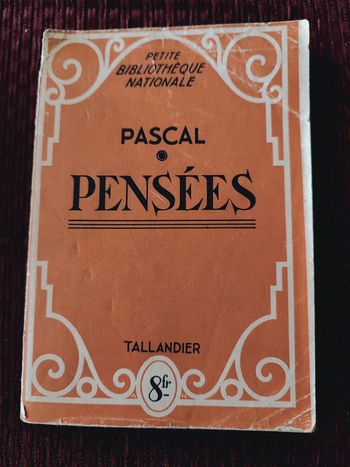 PETITE
BIBLIOTHÈQUE
NATIONALE
PASCAL
PENSÉES
TALLANDIER
8fr